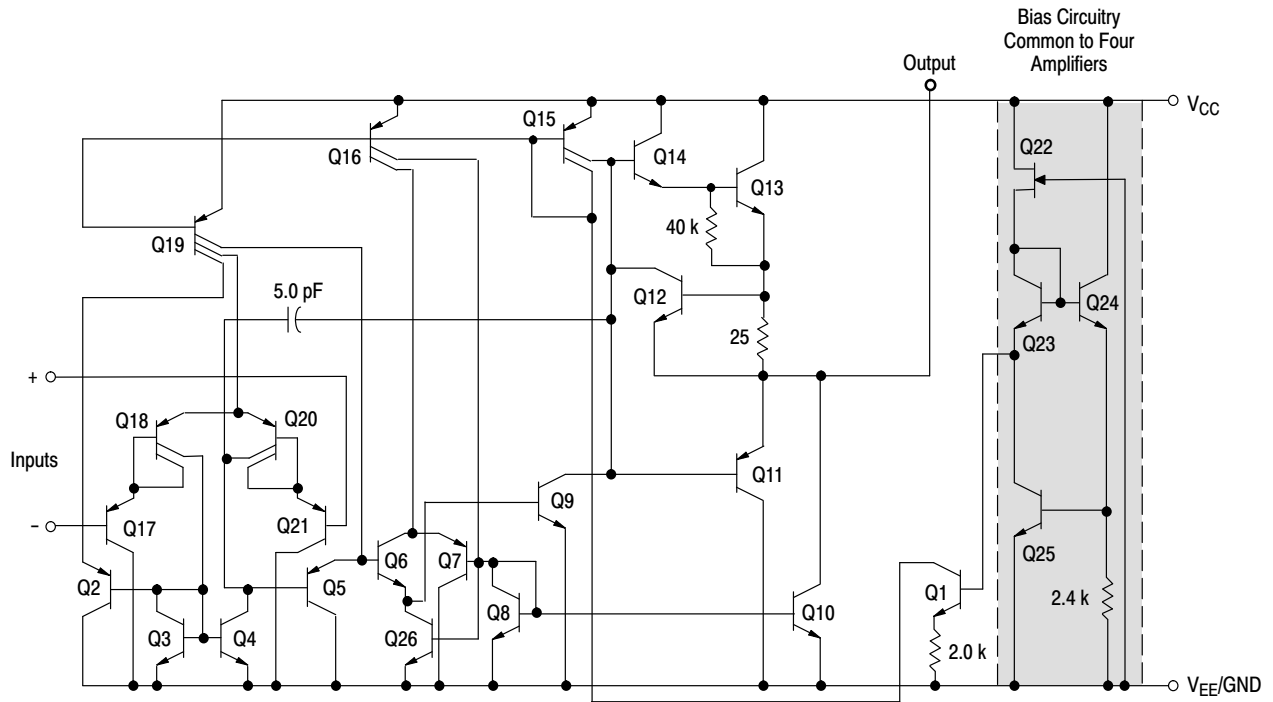 Bias Circuitry
Common to Four
Amplifiers
Output
VCC
Q15
Q22
Q16
Q14
Q13
Q19
40 k
5.0 pF
Q12
Q24
25
Q23
+
Q18
Q20
Inputs
Q11
Q9
−
Q17
Q21
Q25
Q6
Q7
Q2
Q5
Q1
Q8
2.4 k
Q3
Q4
Q26
Q10
2.0 k
VEE/GND